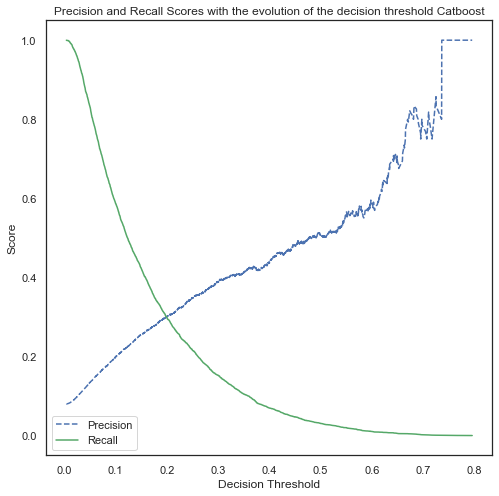 Precision and Recall Scores with the evolution of the decision threshold Catboost
1.0
0.8
0.6
0.4
0.2
0.0
Score
Precision
Recall
0.0 0.1 0.2 0.3 0.4 0.5 0.6 0.7 0.8
Decision Threshold